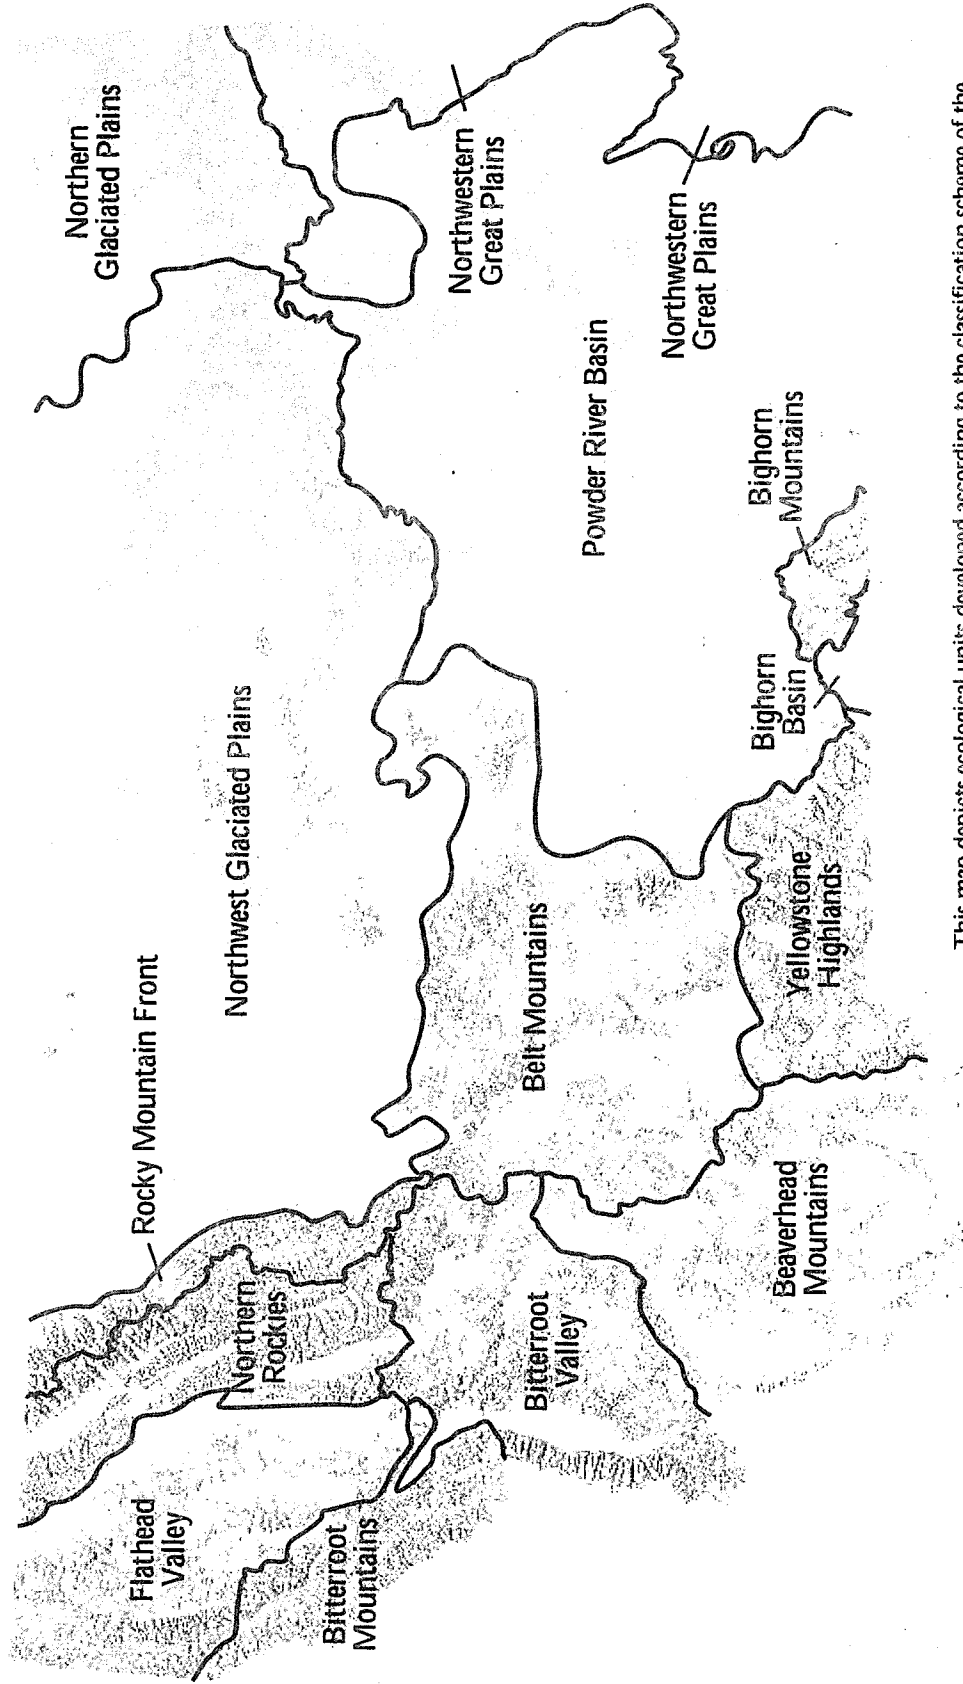 Northern
Glaciated Plains
Rocky Mountain Front
Northwest Glaciated Plains
Flathead
Valley
Northern
Rockies
Bitterroot
Mountains
Northwestern
Great Plains
Belt Mountains
Bitterroot
Valley
Powder River Basin
Northwestern
Great Plains
Bighorn
Mountains
Bighorn
Basin
Yellowstone
Highlands
Beaverhead
Mountains
This map depicts ecological units developed according to the classification scheme of the